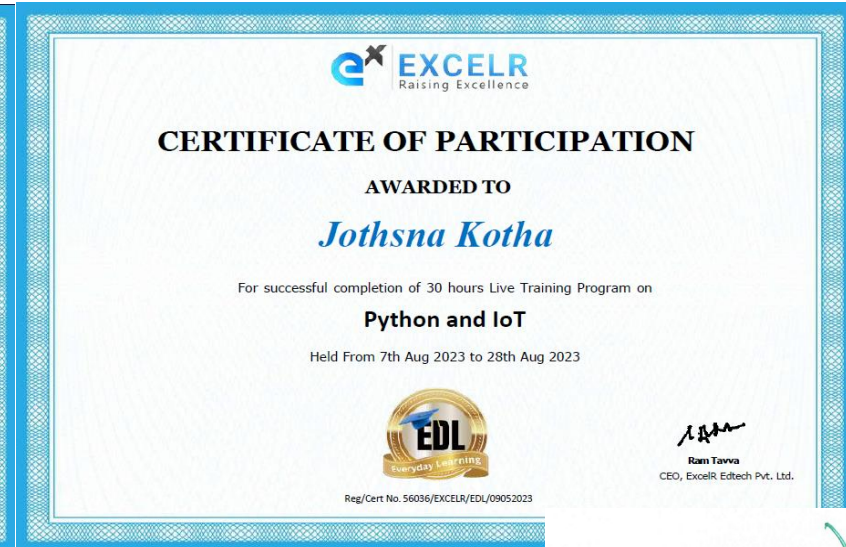 ex EXCELR
Raising Excellence
CERTIFICATE OF PARTICIPATION
AWARDED TO
Jothsna Kotha
For successful completion of 30 hours Live Training Program on
Python and IoT
Held From 7th Aug 2023 to 28th Aug 2023
EDL
Everyday Learning
Ram Tavva
CEO, ExcelR Edtech Pvt. Ltd.
Reg/Cert No. 56036/EXCELR/EDL/09052023